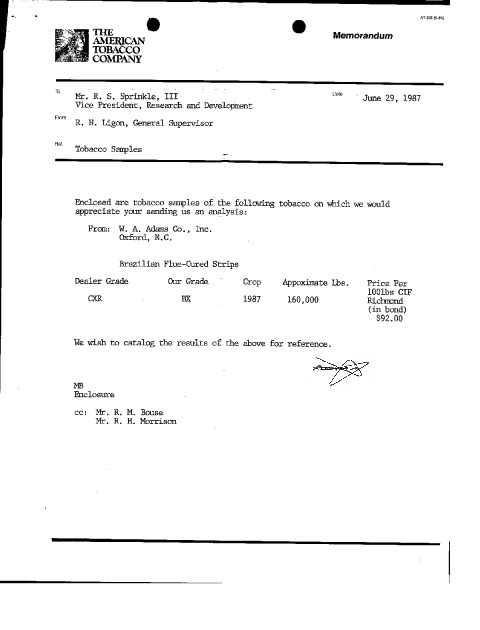 AT-828 (6-86)
THE
AMERICAN
TOBACCO
COMPANY
Memorandum
To
Mr. R. S. Sprinkle, III
Vice President, Research and Development
Date
June 29, 1987
From
R. H. Ligon, General Supervisor
Ref.
Tobacco Samples
Enclosed are tobacco samples of the following tobacco on which we would
appreciate your sending us an analysis:
From: W. A. Adams Co., Inc.
Oxford, N.C.
Brazilian Flue-Cured Strips
Dealer Grade Our Grade Crop Appoximate Lbs. Price Per
100lbs CIF
CXR BX 1987 160,000 Richmond
(in bond)
$92.00
We wish to catalog the results of the above for reference.
MB
Enclosure
cc: Mr. R. M. Bouse
Mr. R. H. Morrison